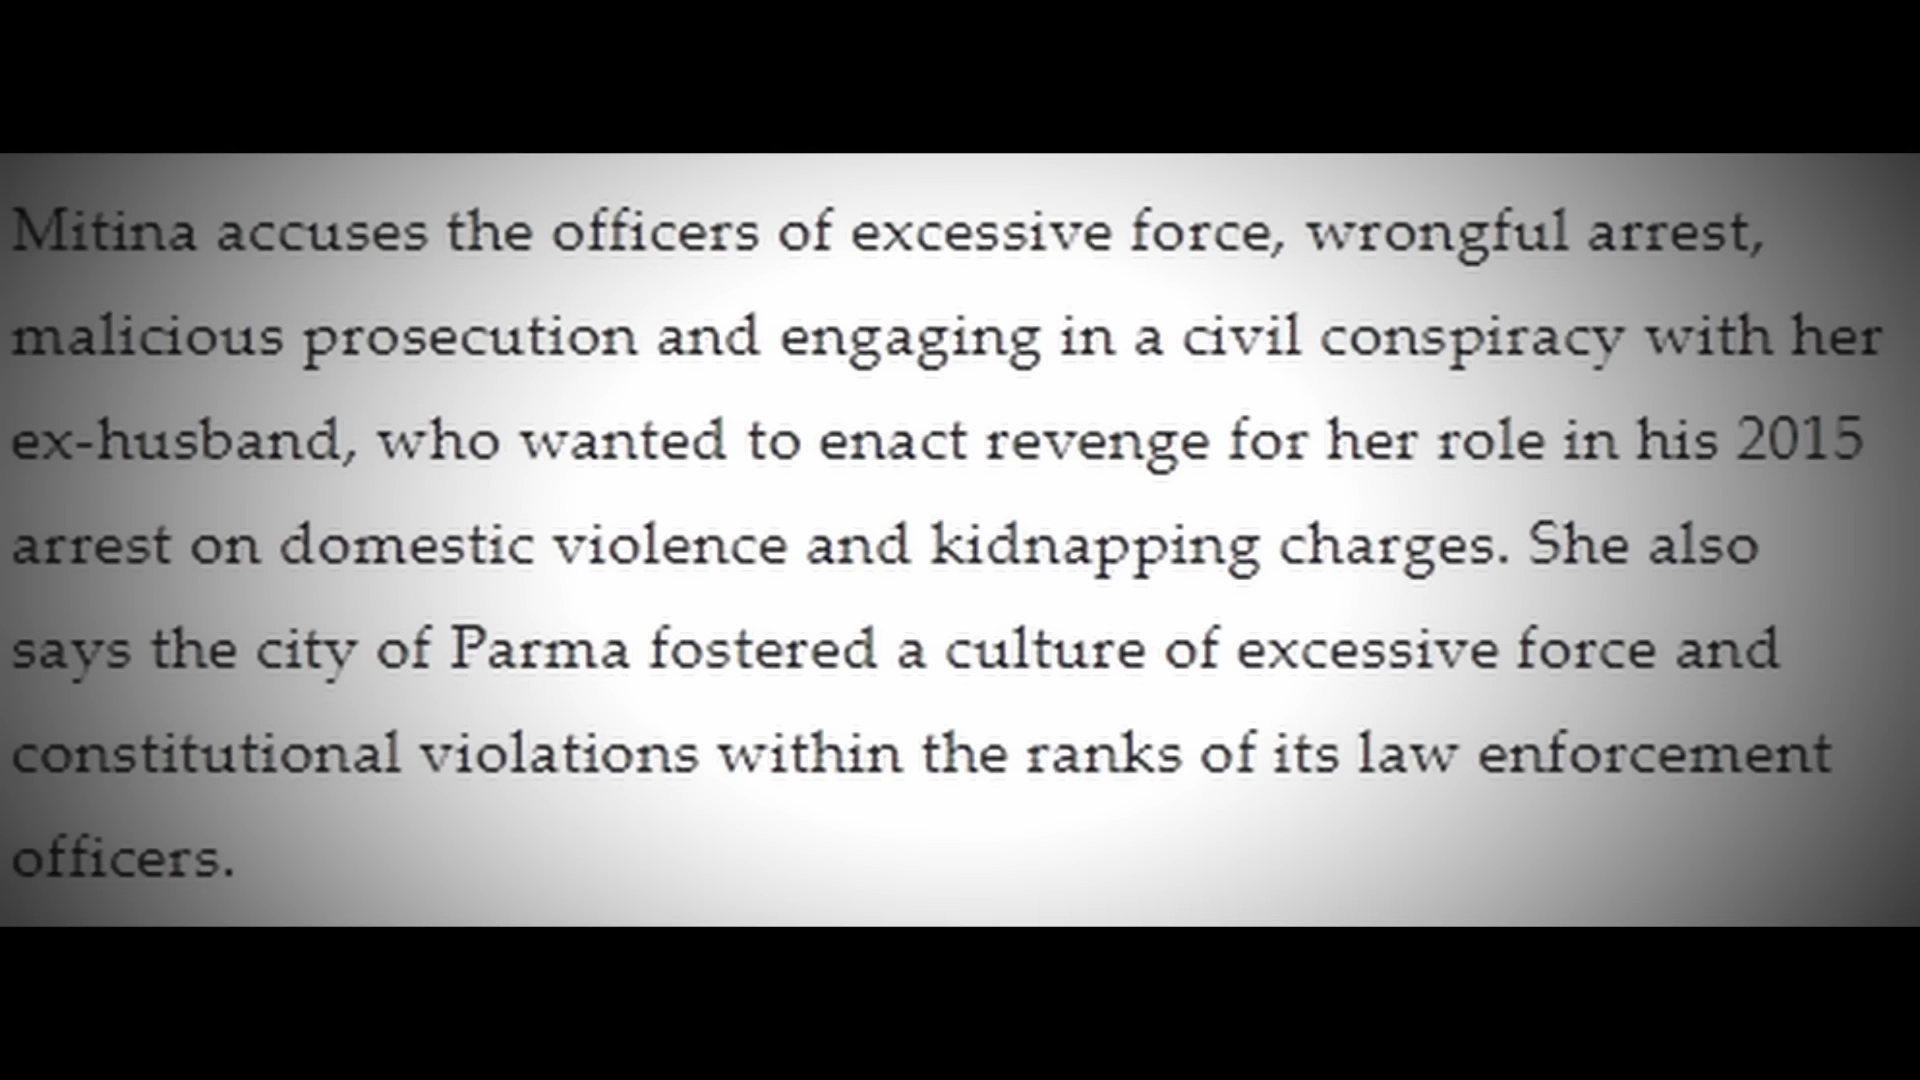 Mitina accuses the officers of excessive force, wrongful arrest,
malicious prosecution and engaging in a civil conspiracy with her
ex-husband, who wanted to enact revenge for her role in his 2015
arrest on domestic violence and kidnapping charges. She also
says the city of Parma fostered a culture of excessive force and
constitutional violations within the ranks of its law enforcement
officers.